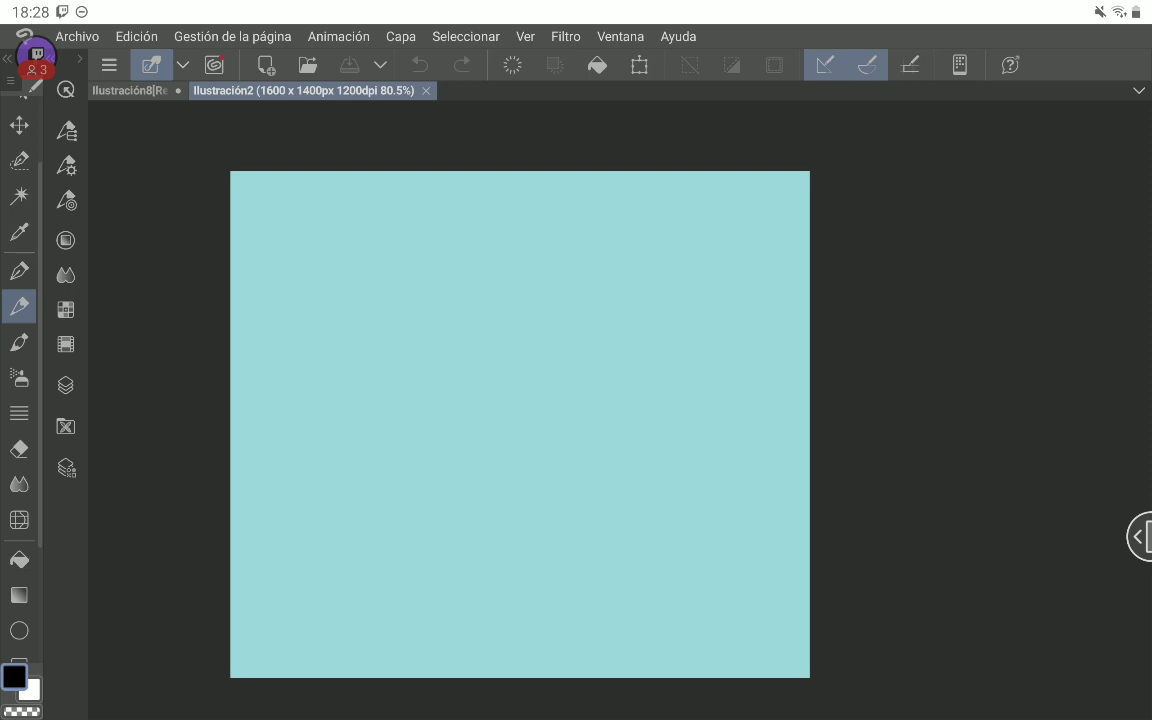 18:28
Archivo Edición Gestión de la página Animación Capa Seleccionar Ver Filtro Ventana Ayuda
3
Ilustración8[Re Ilustración2 (1600 x 1400px 1200dpi 80.5%)